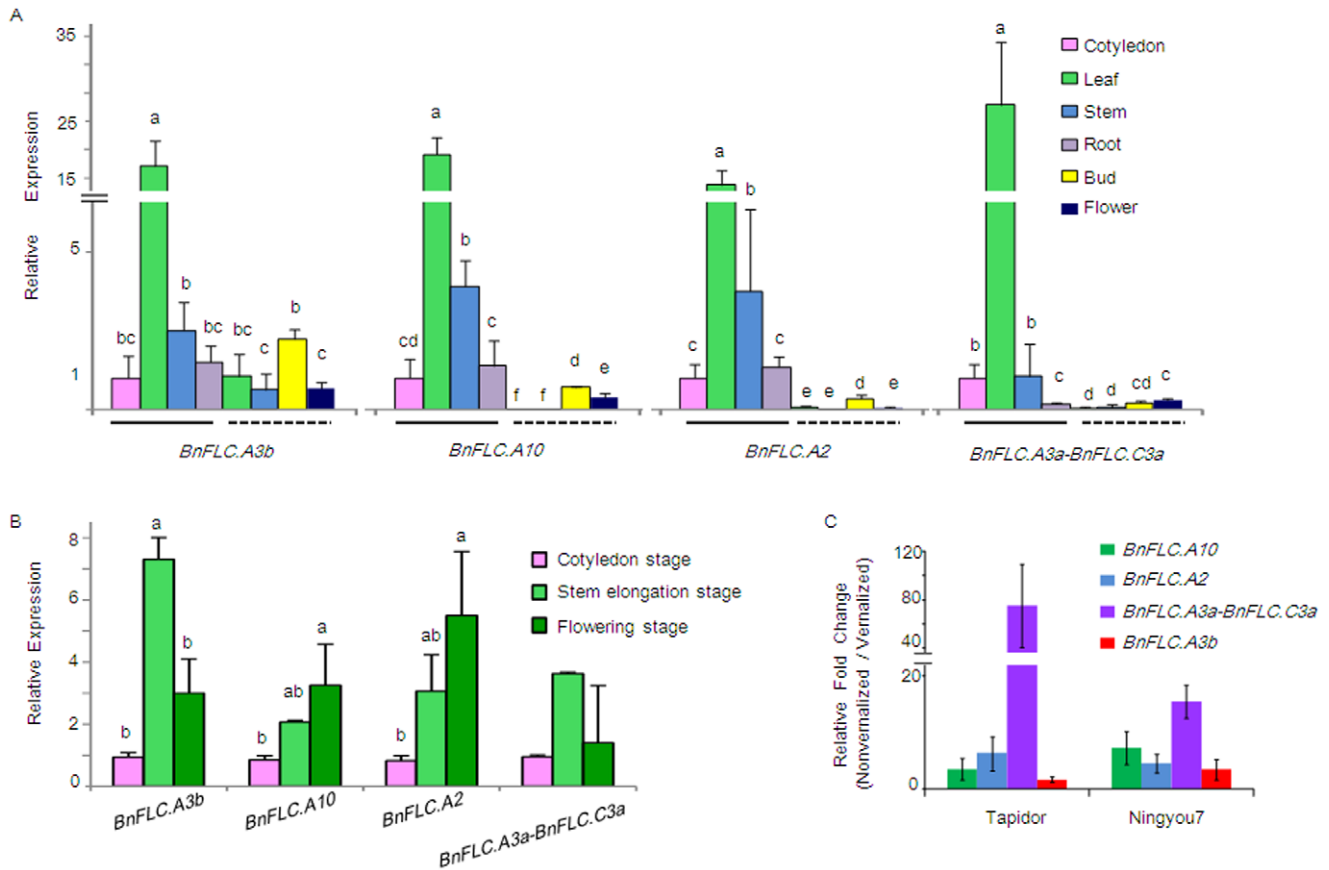 A
35
25
15
5
1
Relative Expression
a
bc
b
bc
bc
c
b
c
BnFLC.A3b
a
cd
b
c
f
f
d
e
BnFLC.A10
a
b
c
c
e
e
d
e
BnFLC.A2
a
b
b
c
d
d
cd
c
BnFLC.A3a-BnFLC.C3a
Cotyledon
Leaf
Stem
Root
Bud
Flower
B
8
6
4
2
0
Relative Expression
b
a
b
b
ab
a
b
ab
a
BnFLC.A3b
BnFLC.A10
BnFLC.A2
BnFLC.A3a-BnFLC.C3a
Cotyledon stage
Stem elongation stage
Flowering stage
C
120
80
40
20
0
Relative Fold Change
(Nonvernalized / Vernalized)
BnFLC.A10
BnFLC.A2
BnFLC.A3a-BnFLC.C3a
BnFLC.A3b
Tapidor
Ningyou7